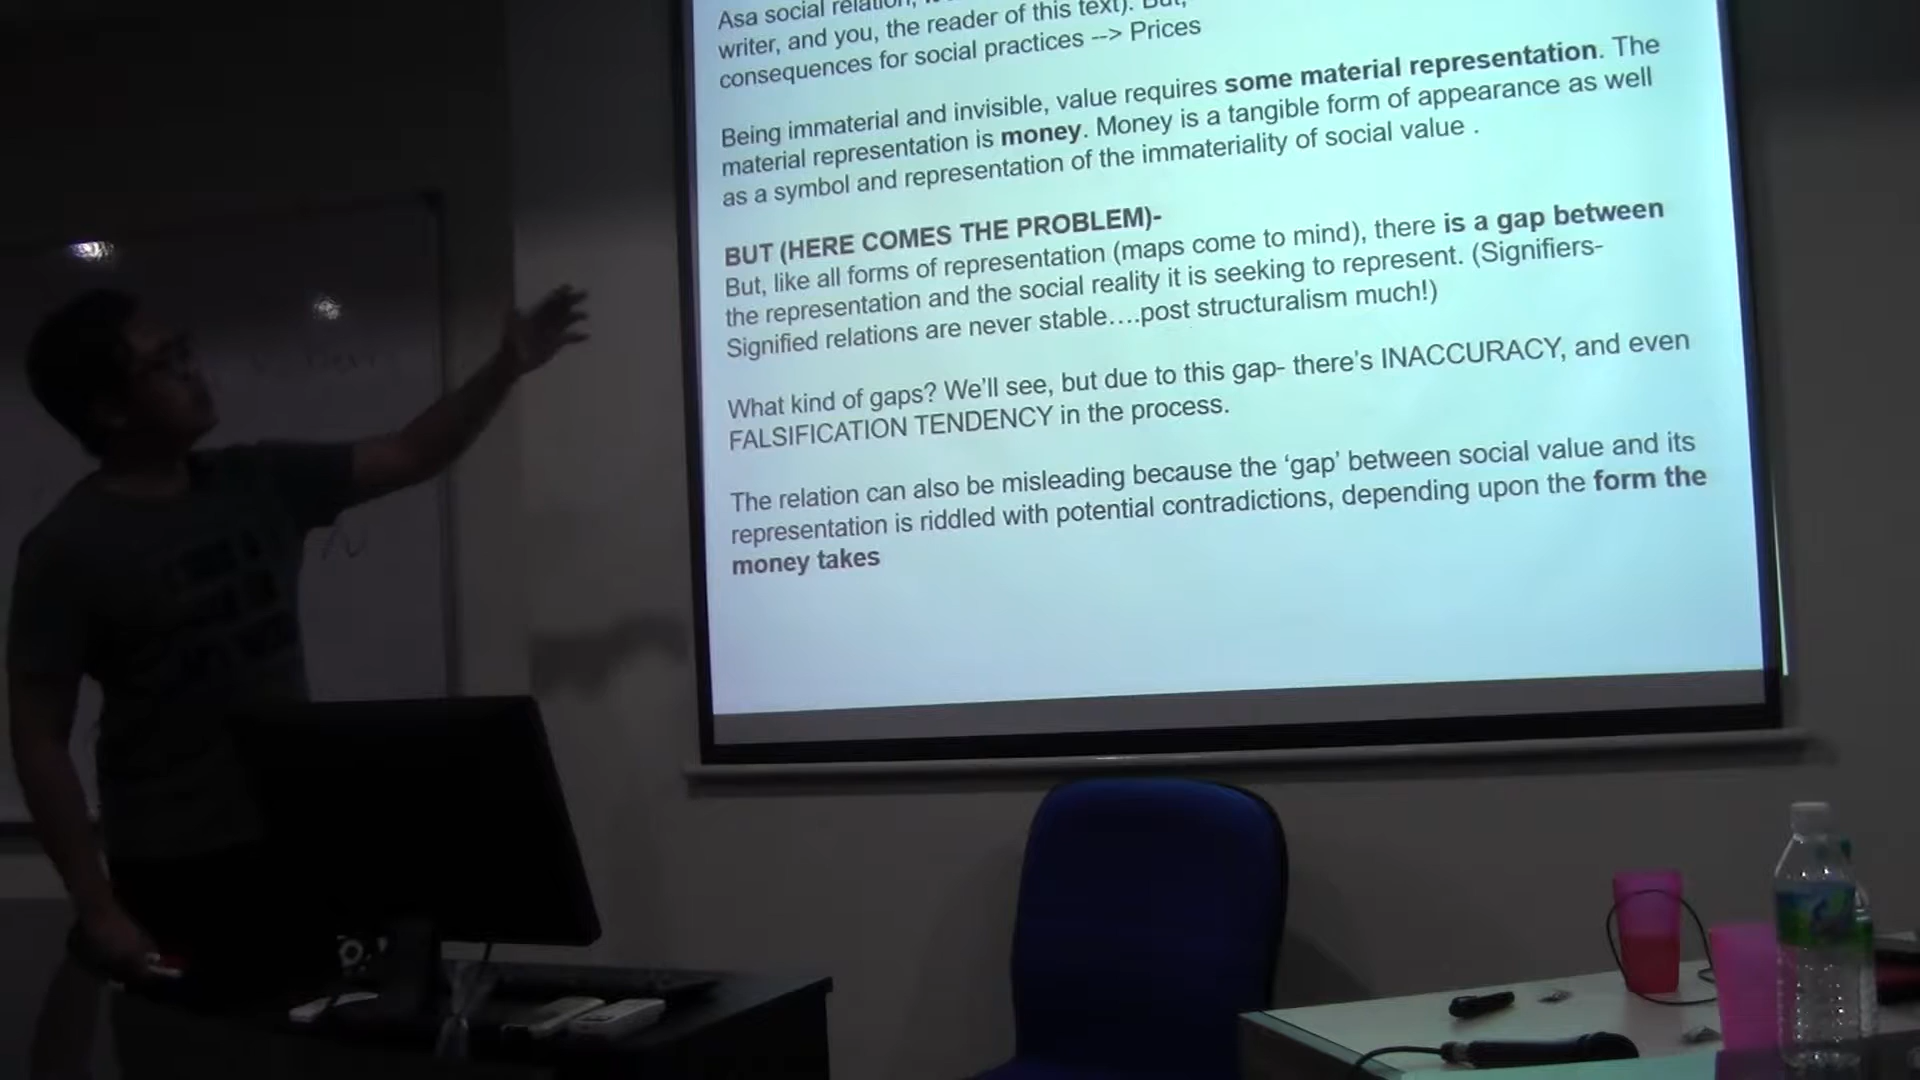 Asa social relation,
writer, and you, the reader of this text). But,
consequences for social practices --> Prices
Being immaterial and invisible, value requires some material representation. The
material representation is money. Money is a tangible form of appearance as well
as a symbol and representation of the immateriality of social value .
BUT (HERE COMES THE PROBLEM)-
But, like all forms of representation (maps come to mind), there is a gap between
the representation and the social reality it is seeking to represent. (Signifiers-
Signified relations are never stable….post structuralism much!)
What kind of gaps? We'll see, but due to this gap- there's INACCURACY, and even
FALSIFICATION TENDENCY in the process.
The relation can also be misleading because the 'gap' between social value and its
representation is riddled with potential contradictions, depending upon the form the
money takes